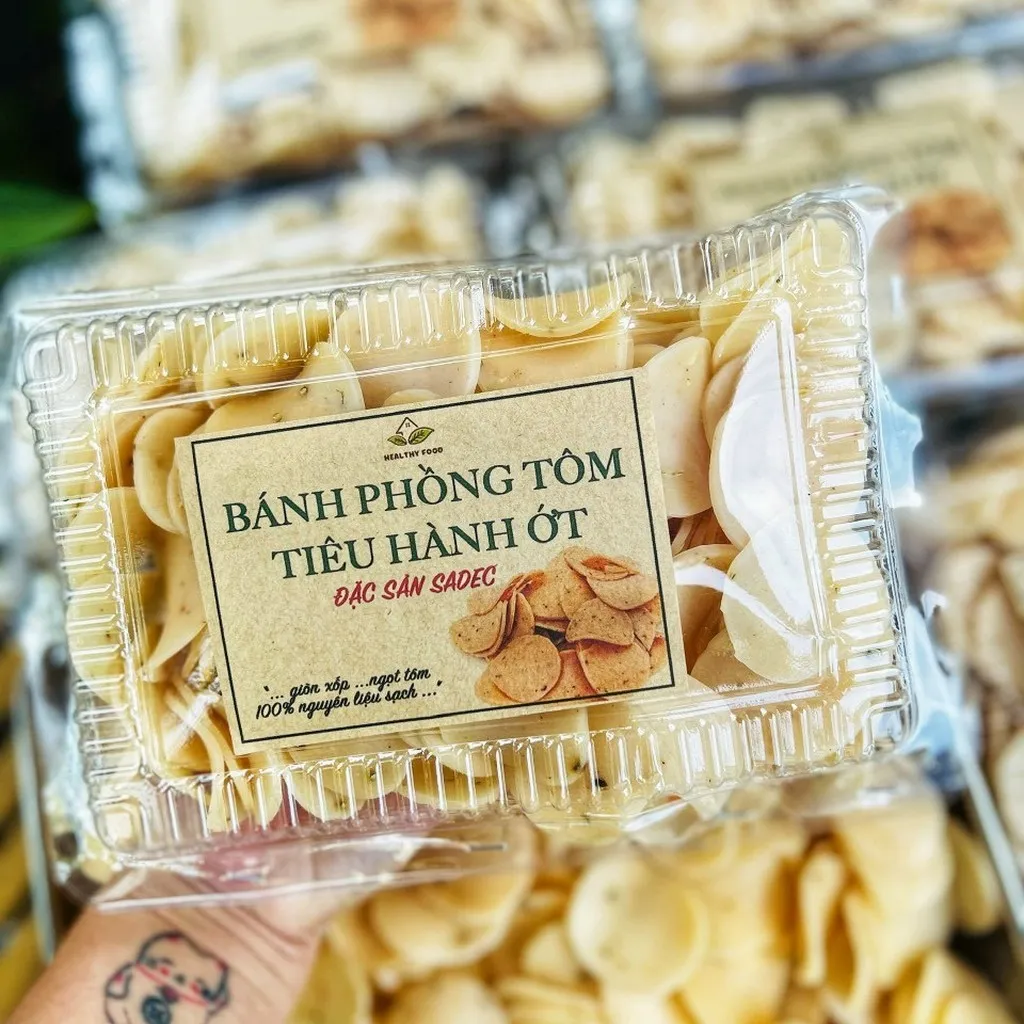 HEALTHY FOOD
BÁNH PHỒNG TÔM
TIÊU HÀNH ỚT
ĐẶC SẢN SADEC
"... giòn xốp ...ngọt tôm
100% nguyên liệu sạch ..."